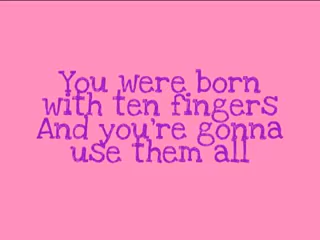 You were born
with ten fingers
And you're gonna
use them all